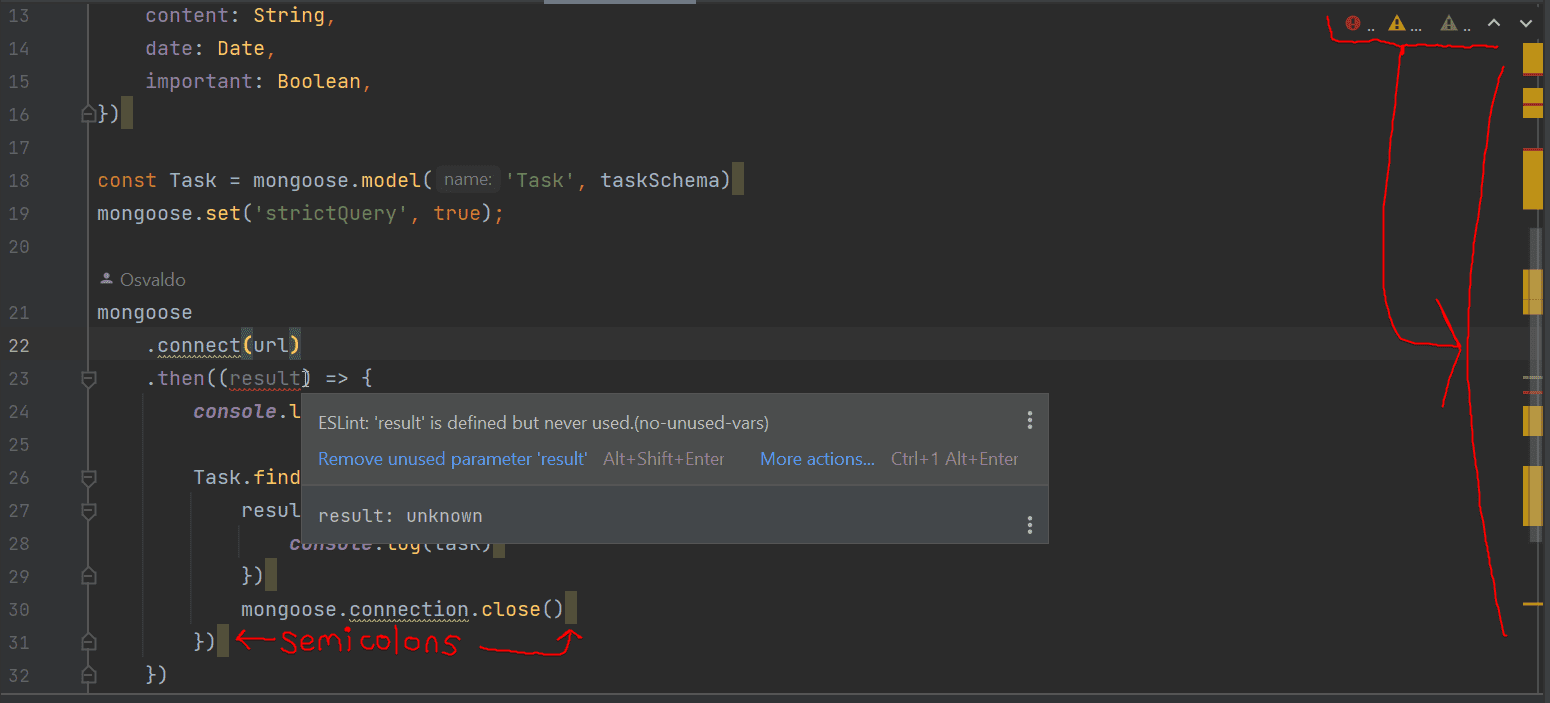 13 content: String,
.. ... ..
14 date: Date,
15 important: Boolean,
16 })
17
18 const Task = mongoose.model( name: 'Task', taskSchema)
19 mongoose.set('strictQuery', true);
20
Osvaldo
21 mongoose
22 .connect(url)
23 .then((result) => {
24 console.l
ESLint: 'result' is defined but never used.(no-unused-vars)
25
Remove unused parameter 'result' Alt+Shift+Enter More actions... Ctrl+1 Alt+Enter
26 Task.find
27 resul
result: unknown
28 console.log(task)
29 })
30 mongoose.connection.close()
31 }) ← semicolons
32 })